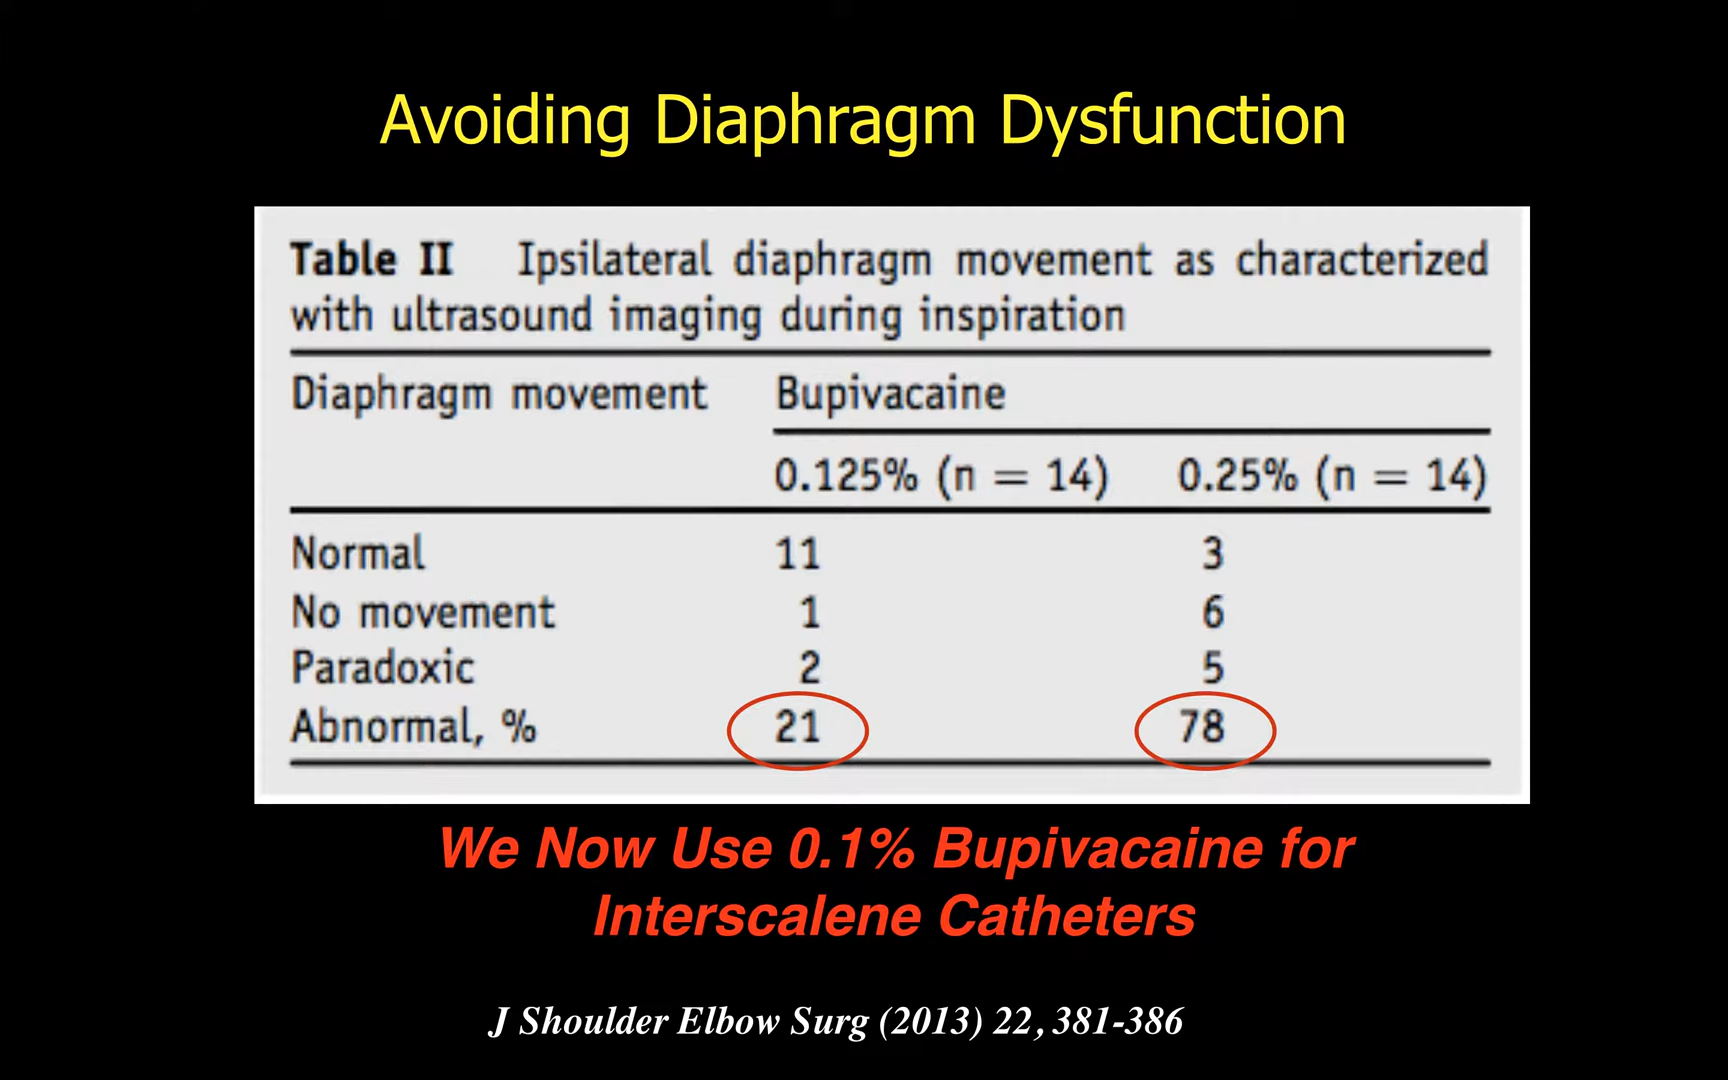 Avoiding Diaphragm Dysfunction
Table II Ipsilateral diaphragm movement as characterized
with ultrasound imaging during inspiration
Diaphragm movement Bupivacaine
0.125% (n = 14) 0.25% (n = 14)
Normal 11 3
No movement 1 6
Paradoxic 2 5
Abnormal, % 21 78
We Now Use 0.1% Bupivacaine for
Interscalene Catheters
J Shoulder Elbow Surg (2013) 22, 381-386